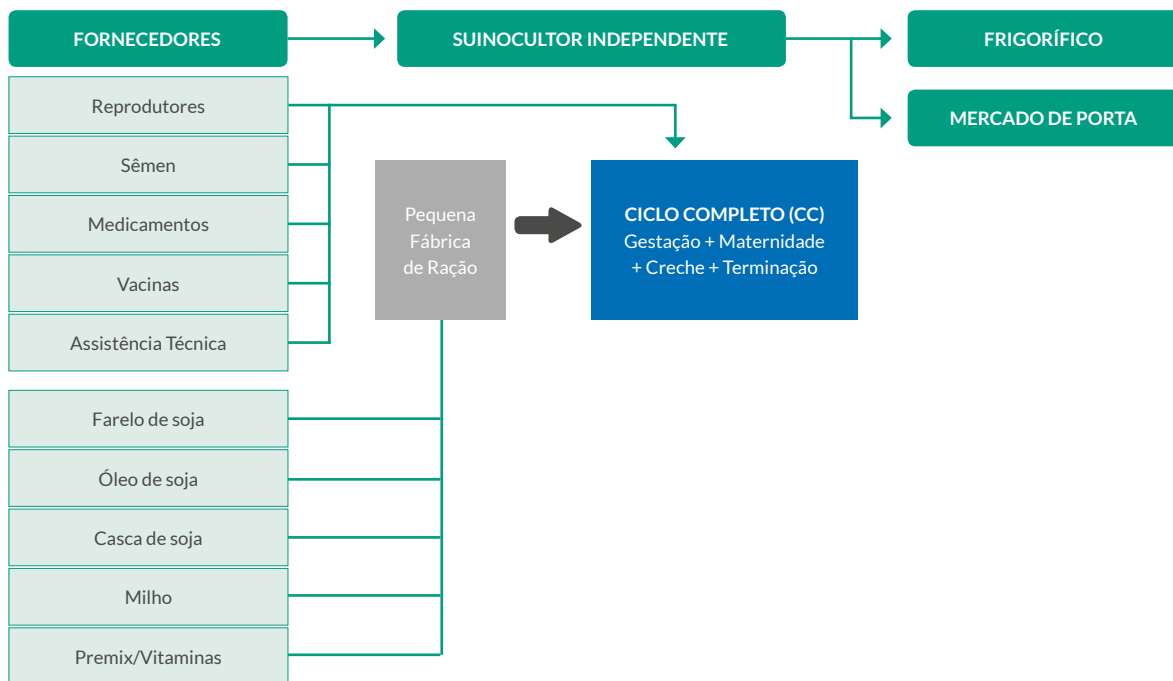 FORNECEDORES
SUINOCULTOR INDEPENDENTE
FRIGORÍFICO
MERCADO DE PORTA
Reprodutores
Sêmen
Medicamentos
Vacinas
Assistência Técnica
Pequena
Fábrica
de Ração
CICLO COMPLETO (CC)
Gestação + Maternidade
+ Creche + Terminação
Farelo de soja
Óleo de soja
Casca de soja
Milho
Premix/Vitaminas